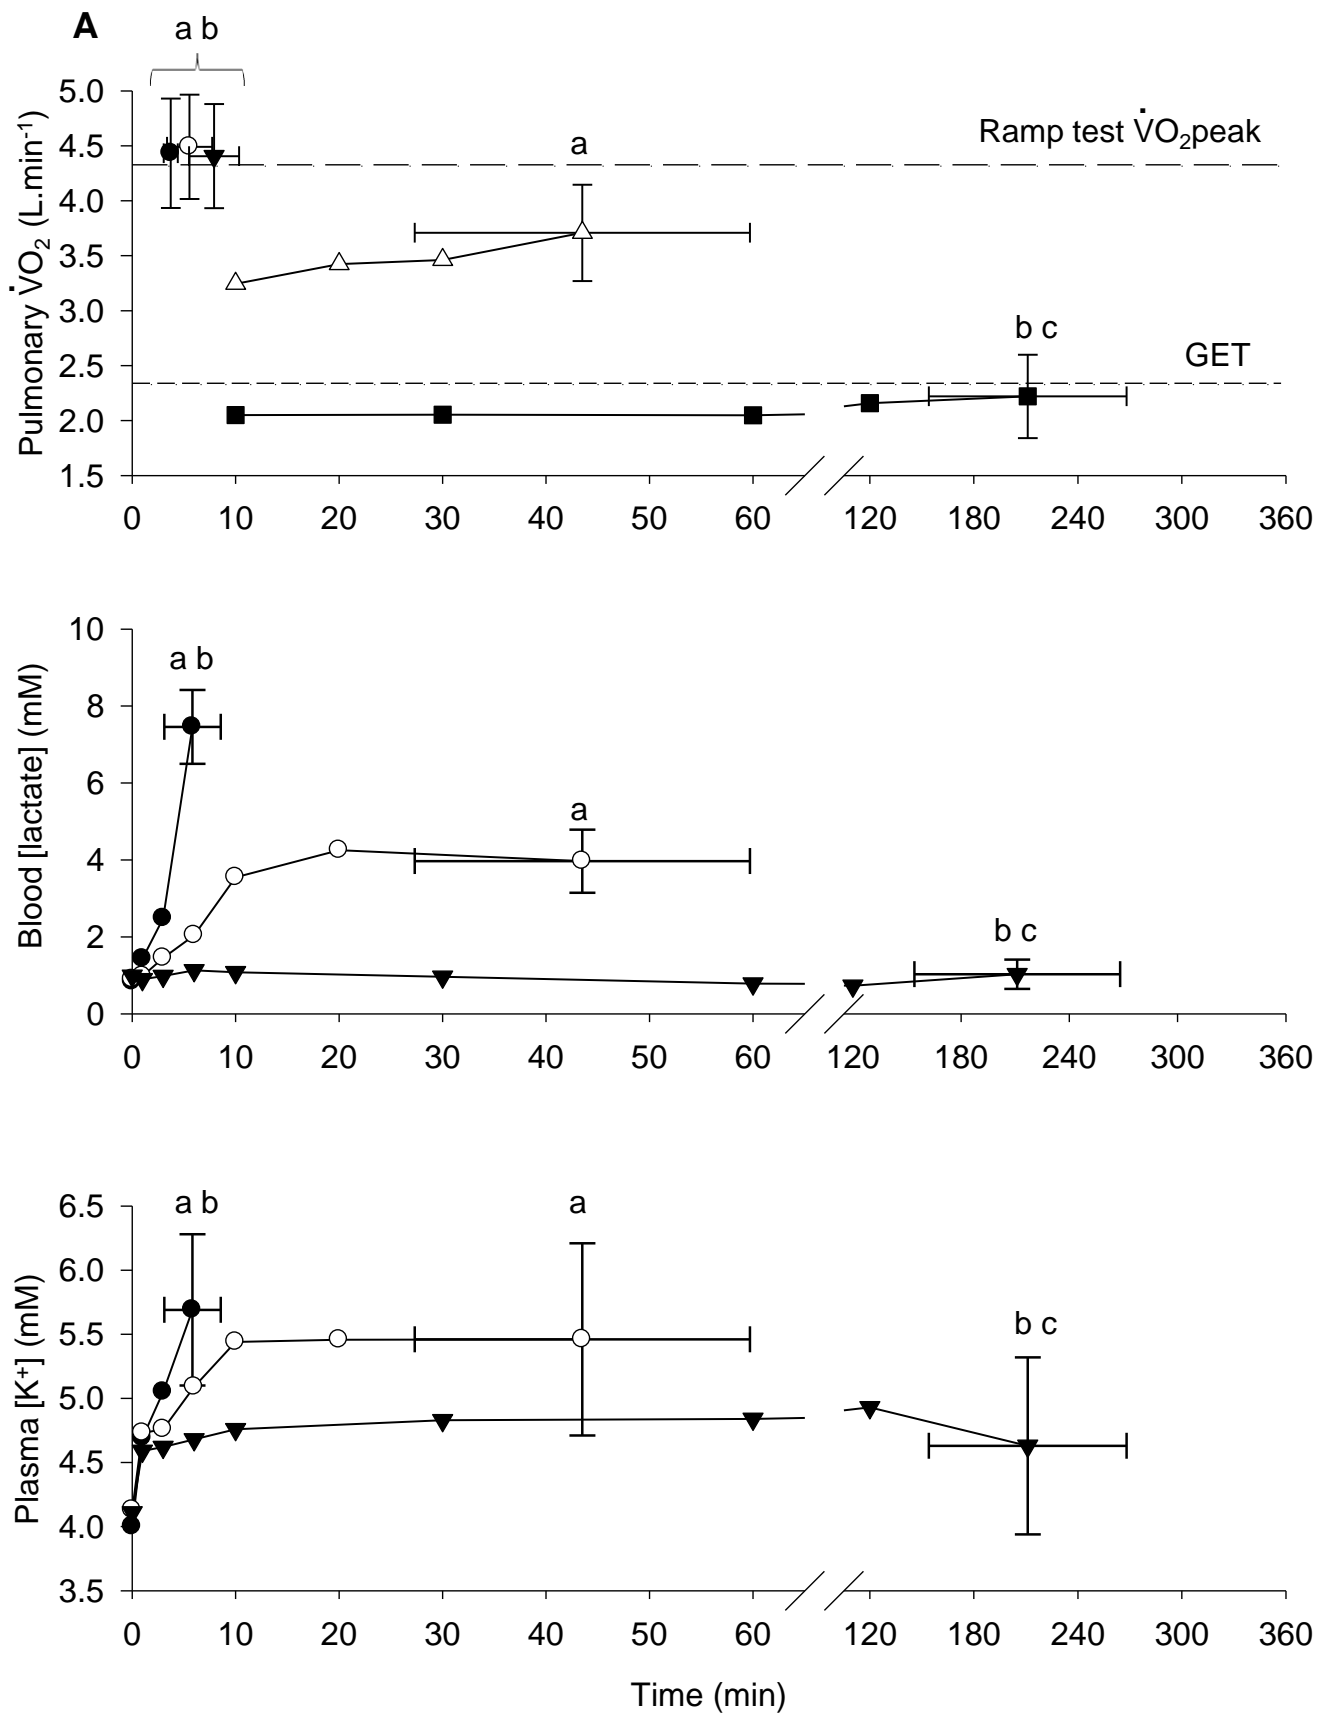 A
a b
5.0
4.5
4.0
3.5
3.0
2.5
2.0
1.5
Pulmonary V̇O₂ (L.min⁻¹)
Ramp test V̇O₂peak
a
b c
GET
0 10 20 30 40 50 60 120 180 240 300 360
10
8
6
4
2
0
Blood [lactate] (mM)
a b
a
b c
0 10 20 30 40 50 60 120 180 240 300 360
6.5
6.0
5.5
5.0
4.5
4.0
3.5
Plasma [K⁺] (mM)
a b
a
b c
0 10 20 30 40 50 60 120 180 240 300 360
Time (min)